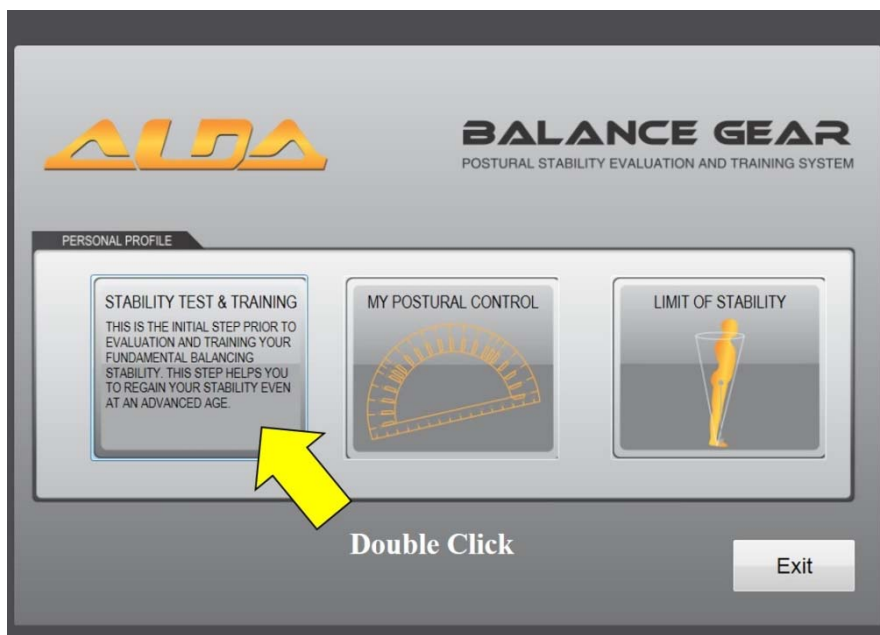 ALDA
BALANCE GEAR
POSTURAL STABILITY EVALUATION AND TRAINING SYSTEM
PERSONAL PROFILE
STABILITY TEST & TRAINING
THIS IS THE INITIAL STEP PRIOR TO
EVALUATION AND TRAINING YOUR
FUNDAMENTAL BALANCING
STABILITY. THIS STEP HELPS YOU
TO REGAIN YOUR STABILITY EVEN
AT AN ADVANCED AGE.
MY POSTURAL CONTROL
LIMIT OF STABILITY
Double Click
Exit